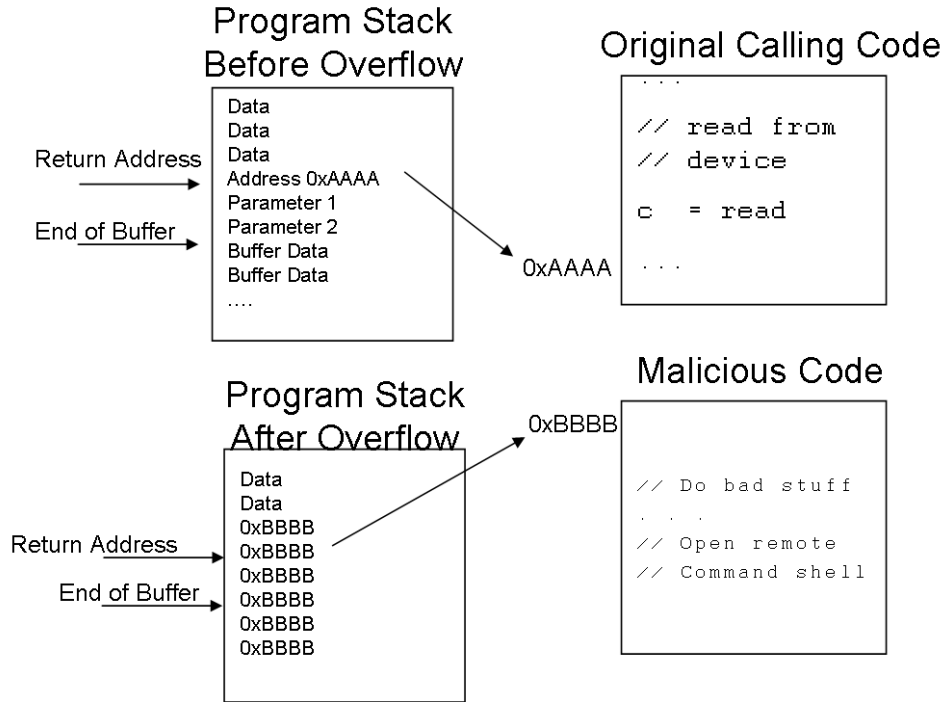 Program Stack
Before Overflow
Original Calling Code
Return Address
End of Buffer
Data
Data
Data
Address 0xAAAA
Parameter 1
Parameter 2
Buffer Data
Buffer Data
....
0xAAAA
. . .
// read from
// device
c = read
. . .
Program Stack
After Overflow
Malicious Code
Return Address
End of Buffer
Data
Data
0xBBBB
0xBBBB
0xBBBB
0xBBBB
0xBBBB
0xBBBB
0xBBBB
// Do bad stuff
. . .
// Open remote
// Command shell